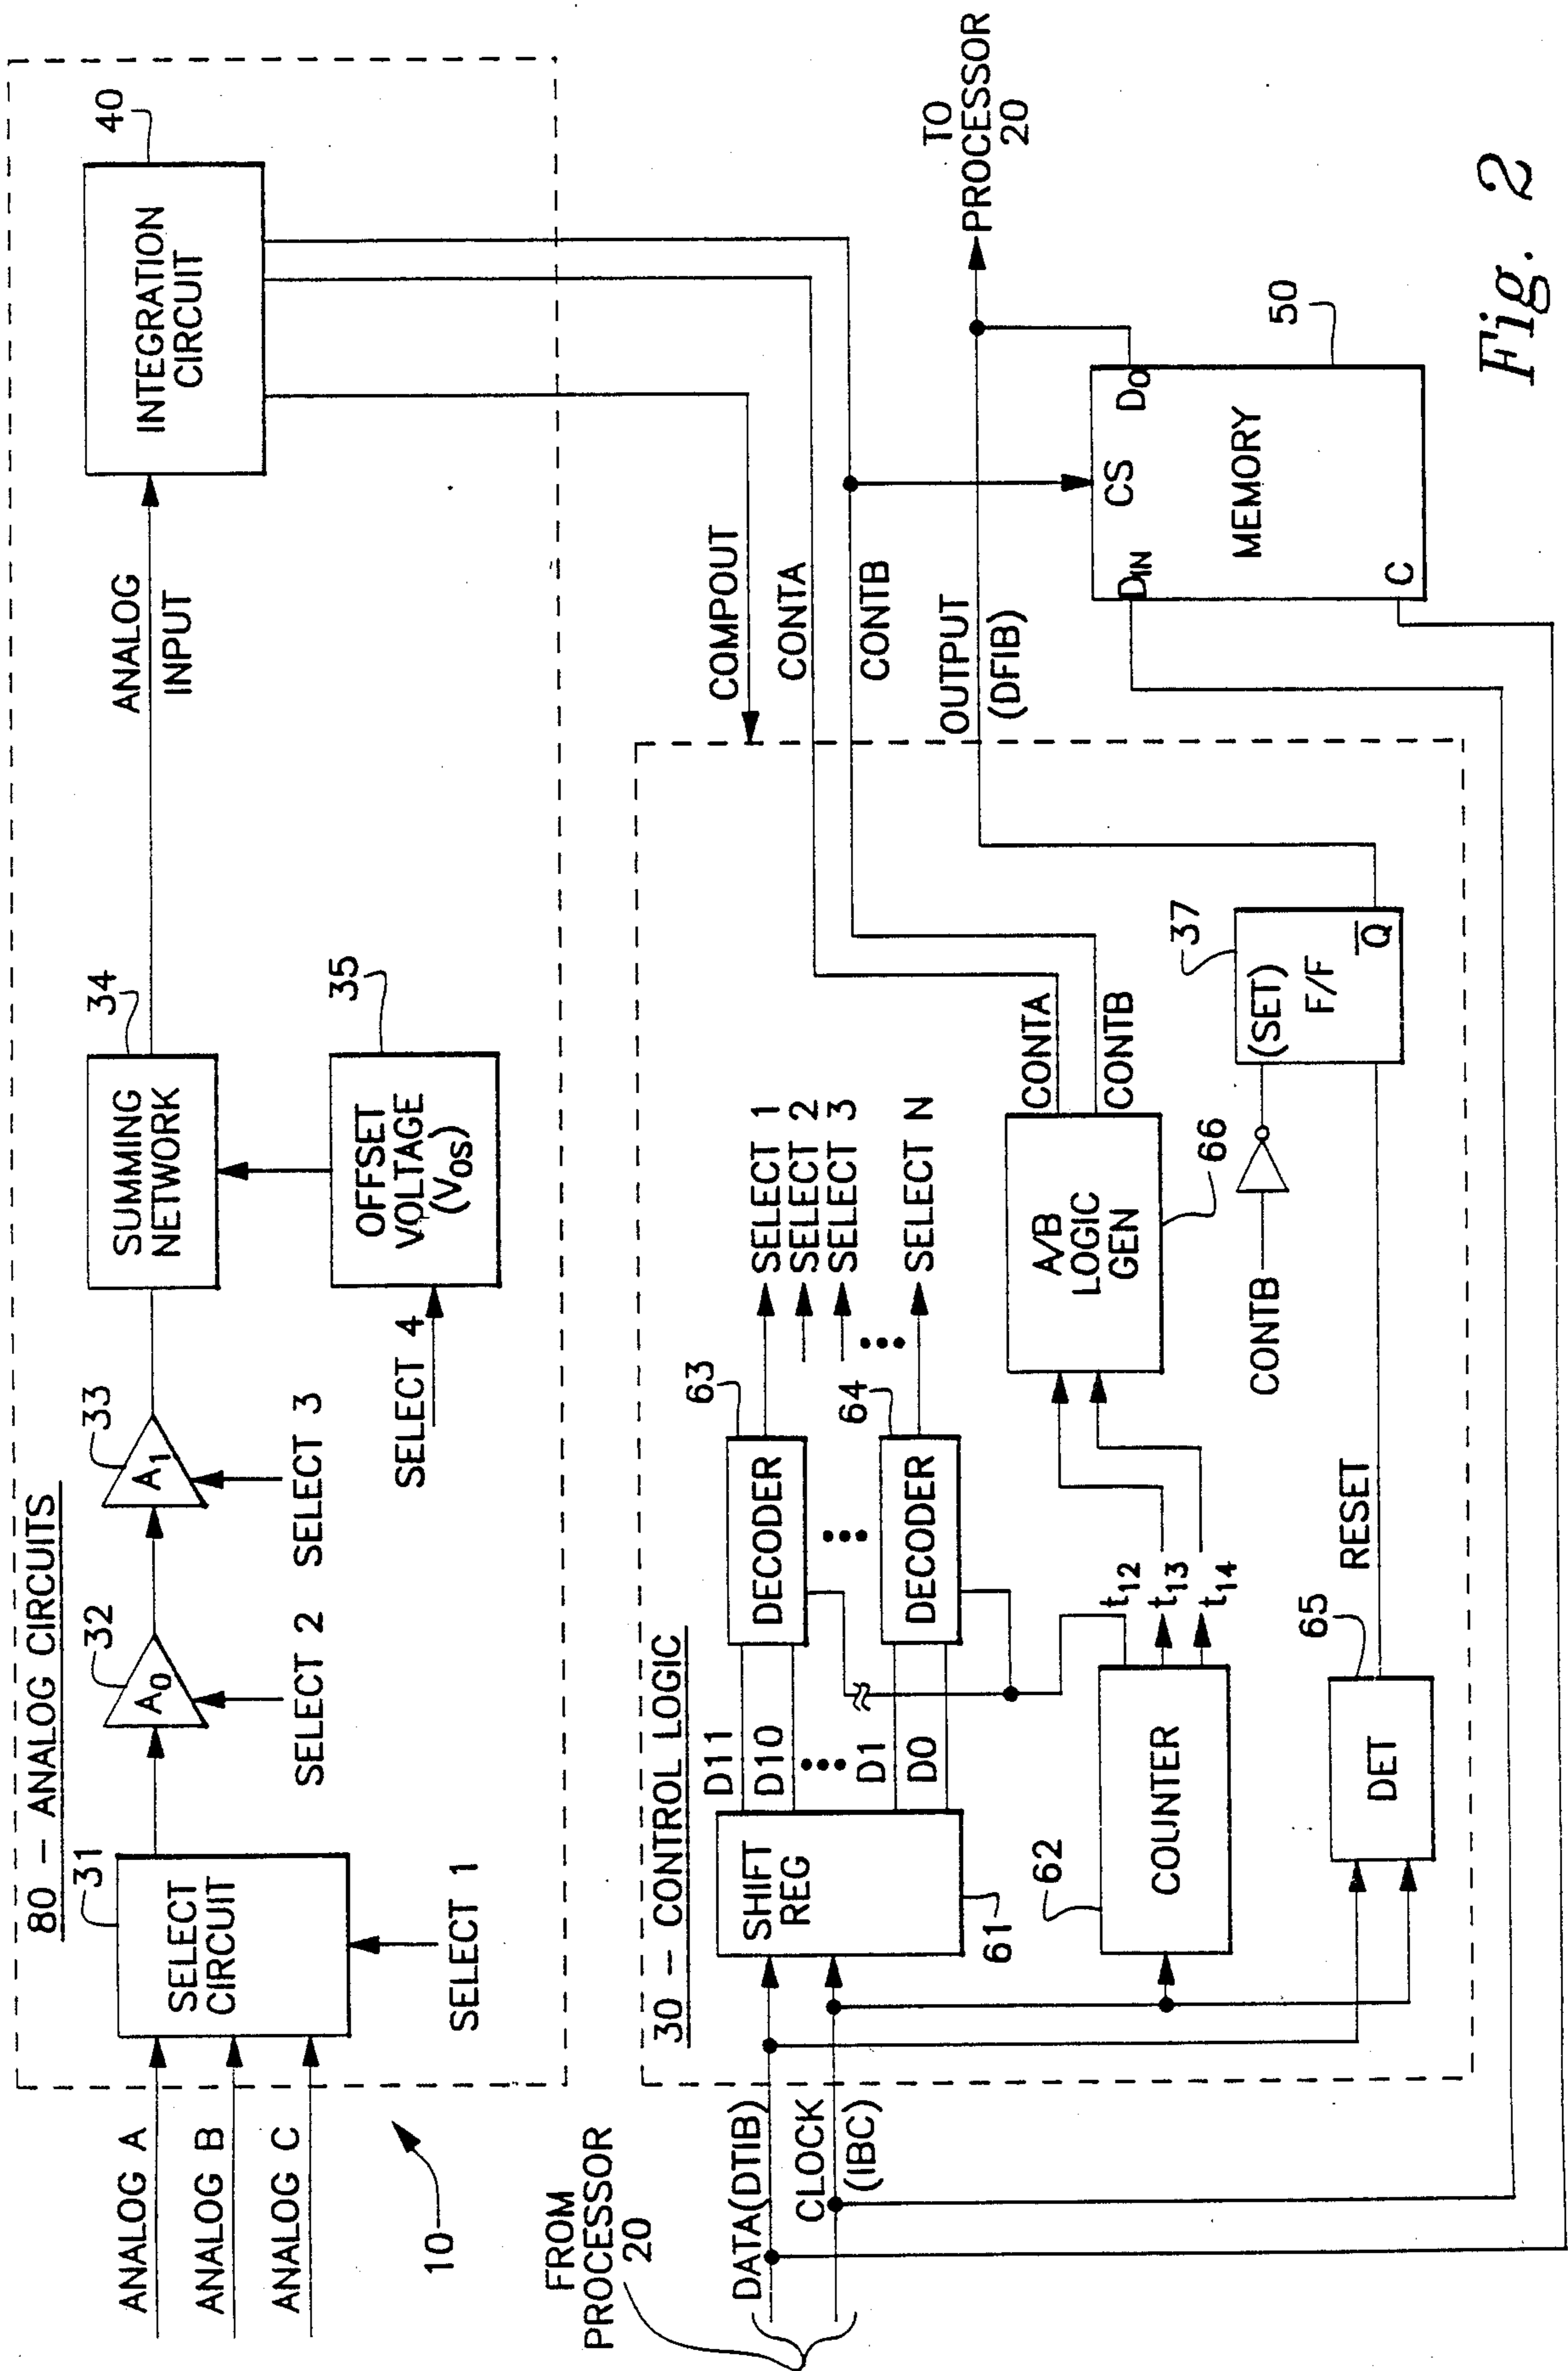 80 - ANALOG CIRCUITS
ANALOG A
ANALOG B
ANALOG C
10
31
SELECT
CIRCUIT
SELECT 1
32
A0
SELECT 2
33
A1
SELECT 3
34
SUMMING
NETWORK
35
OFFSET
VOLTAGE
(VOS)
SELECT 4
ANALOG
INPUT
40
INTEGRATION
CIRCUIT
COMPOUT
CONTA
CONTB
OUTPUT
(DFIB)
TO
PROCESSOR
20
FROM
PROCESSOR
20
DATA(DTIB)
CLOCK
(IBC)
30 - CONTROL LOGIC
SHIFT
REG
61
D11
D10
D1
D0
63
DECODER
64
DECODER
SELECT 1
SELECT 2
SELECT 3
SELECT N
62
COUNTER
t12
t13
t14
A/B
LOGIC
GEN
66
CONTA
CONTB
65
DET
RESET
CONTB
37
(SET)
F/F
Q̅
50
DIN
CS
DO
MEMORY
C
Fig. 2